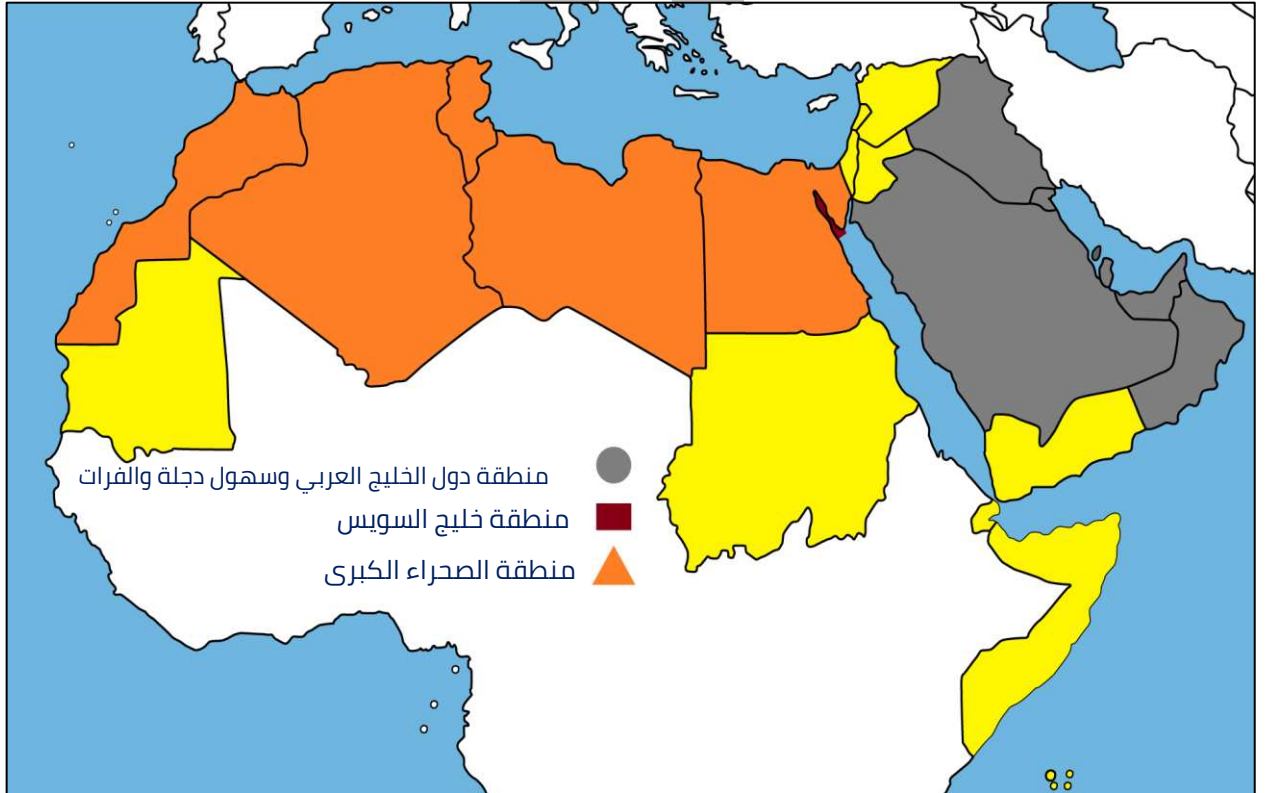 منطقة دول الخليج العربي وسهول دجلة والفرات
منطقة خليج السويس
منطقة الصحراء الكبرى